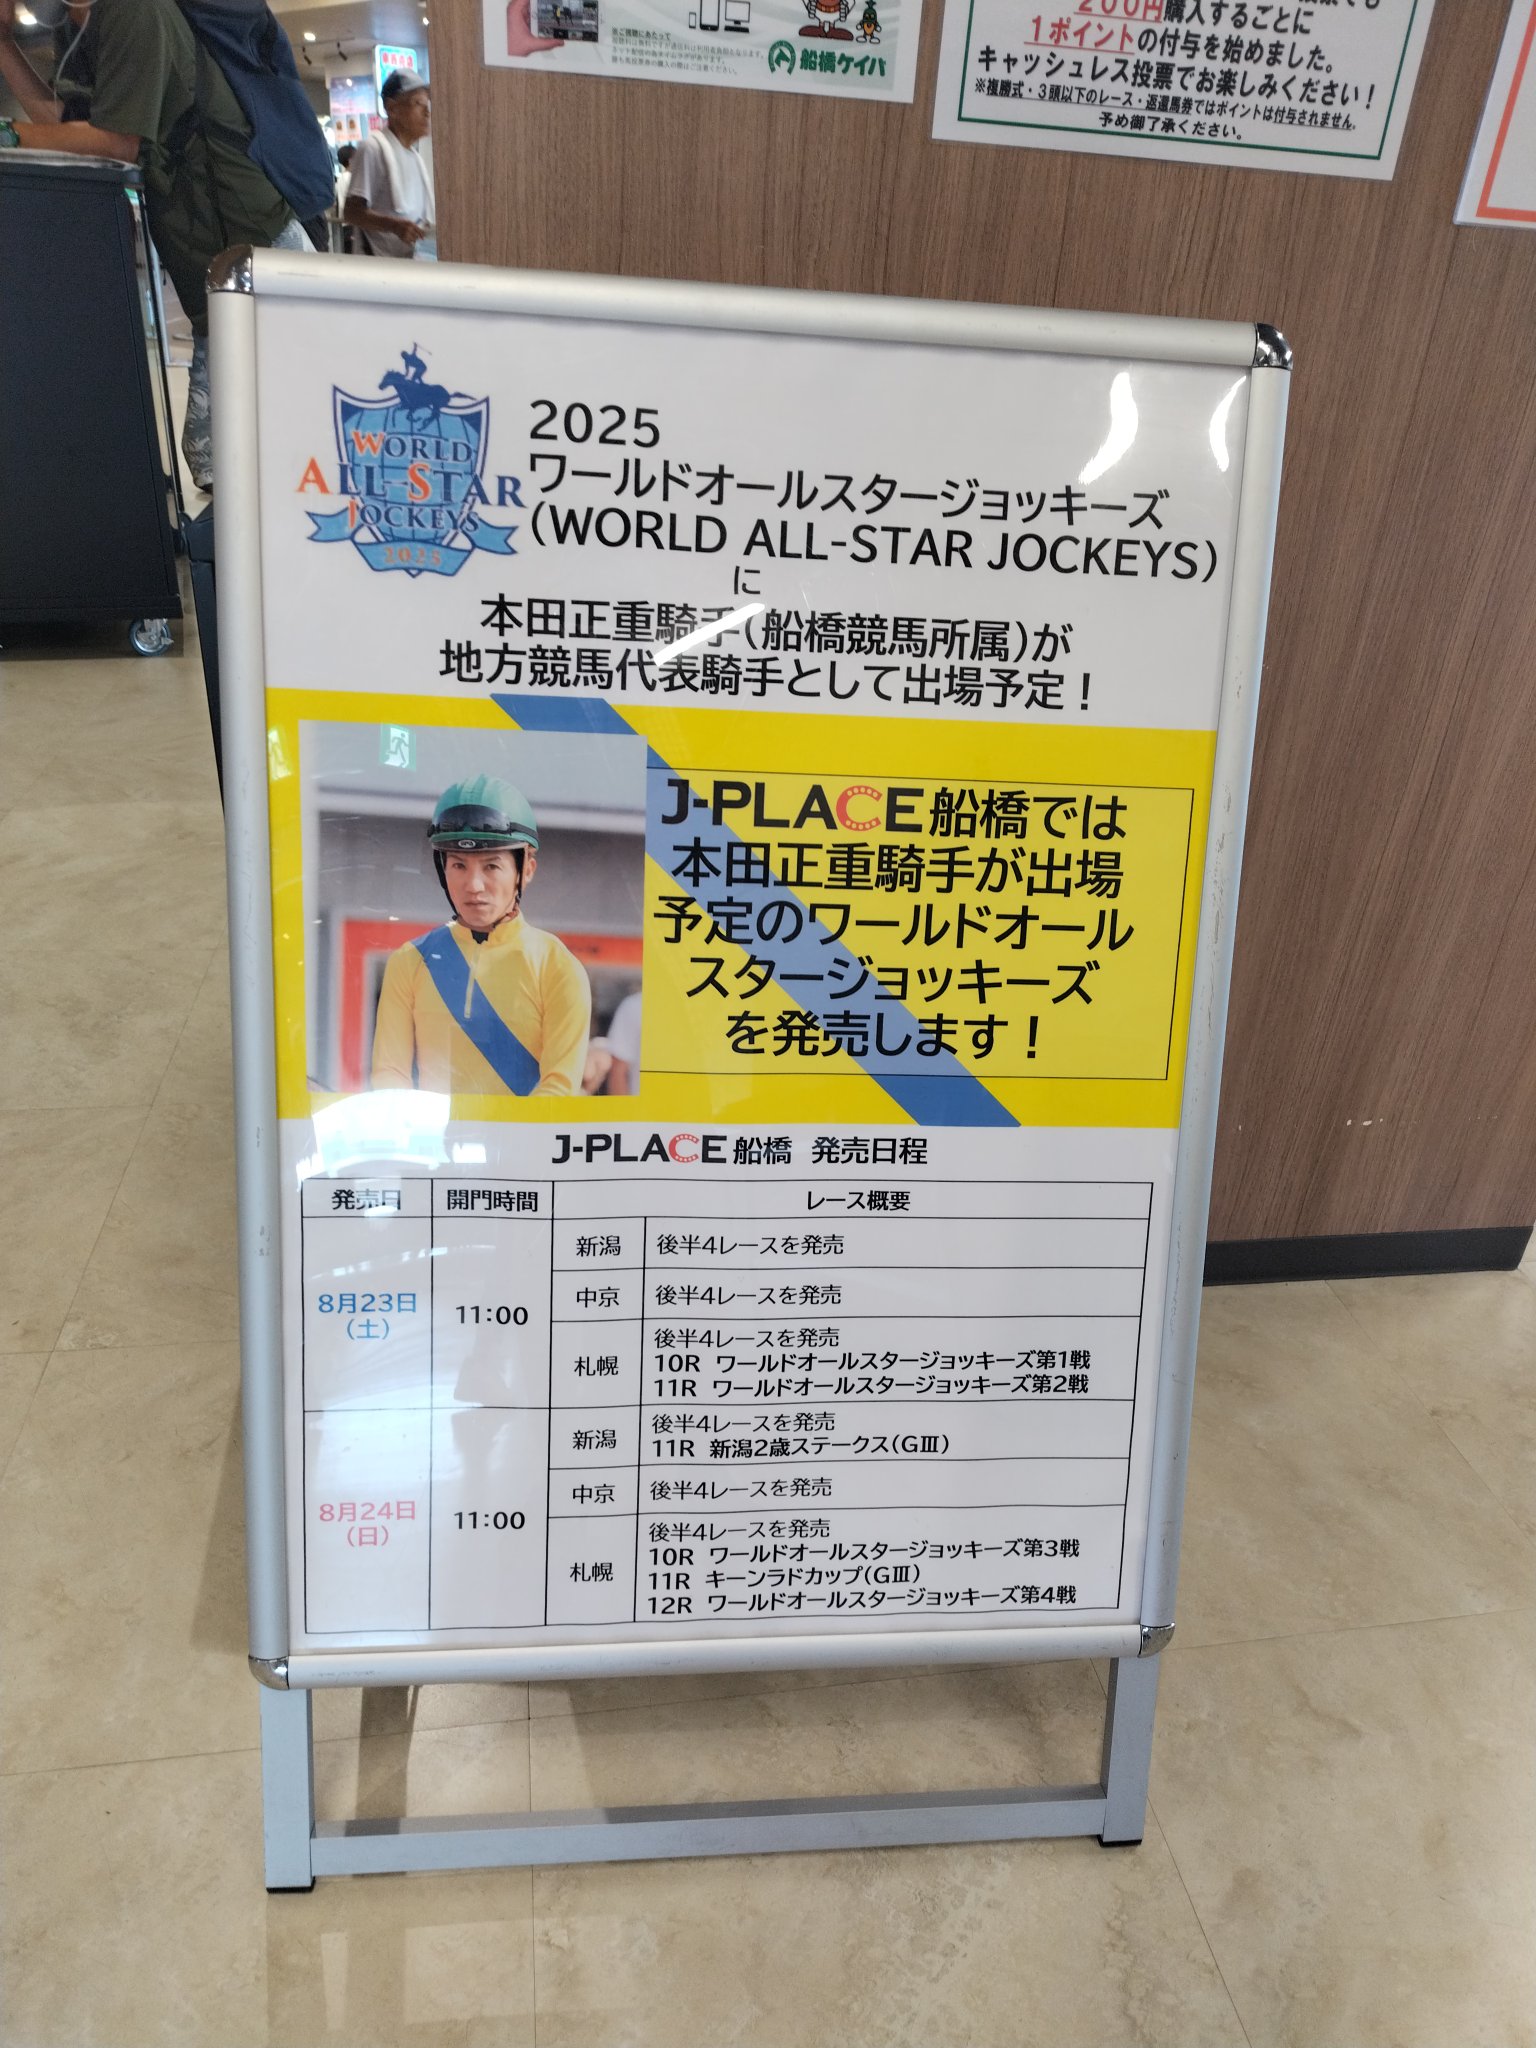 船橋ケイバ
200円購入するごとに
1ポイントの付与を始めました。
キャッシュレス投票でお楽しみください！
※複勝式・3頭以下のレース・返還馬券ではポイントは付与されません。
予め御了承ください。
WORLD
ALL-STAR
JOCKEYS
2025
2025
ワールドオールスタージョッキーズ
(WORLD ALL-STAR JOCKEYS)
に
本田正重騎手(船橋競馬所属)が
地方競馬代表騎手として出場予定！
J-PLACE船橋では
本田正重騎手が出場
予定のワールドオール
スタージョッキーズ
を発売します！
J-PLACE船橋 発売日程
発売日 開門時間 レース概要
8月23日
(土)
11:00
新潟 後半4レースを発売
中京 後半4レースを発売
札幌
後半4レースを発売
10R ワールドオールスタージョッキーズ第1戦
11R ワールドオールスタージョッキーズ第2戦
8月24日
(日)
11:00
新潟
後半4レースを発売
11R 新潟2歳ステークス(GⅢ)
中京 後半4レースを発売
札幌
後半4レースを発売
10R ワールドオールスタージョッキーズ第3戦
11R キーンラドカップ(GⅢ)
12R ワールドオールスタージョッキーズ第4戦